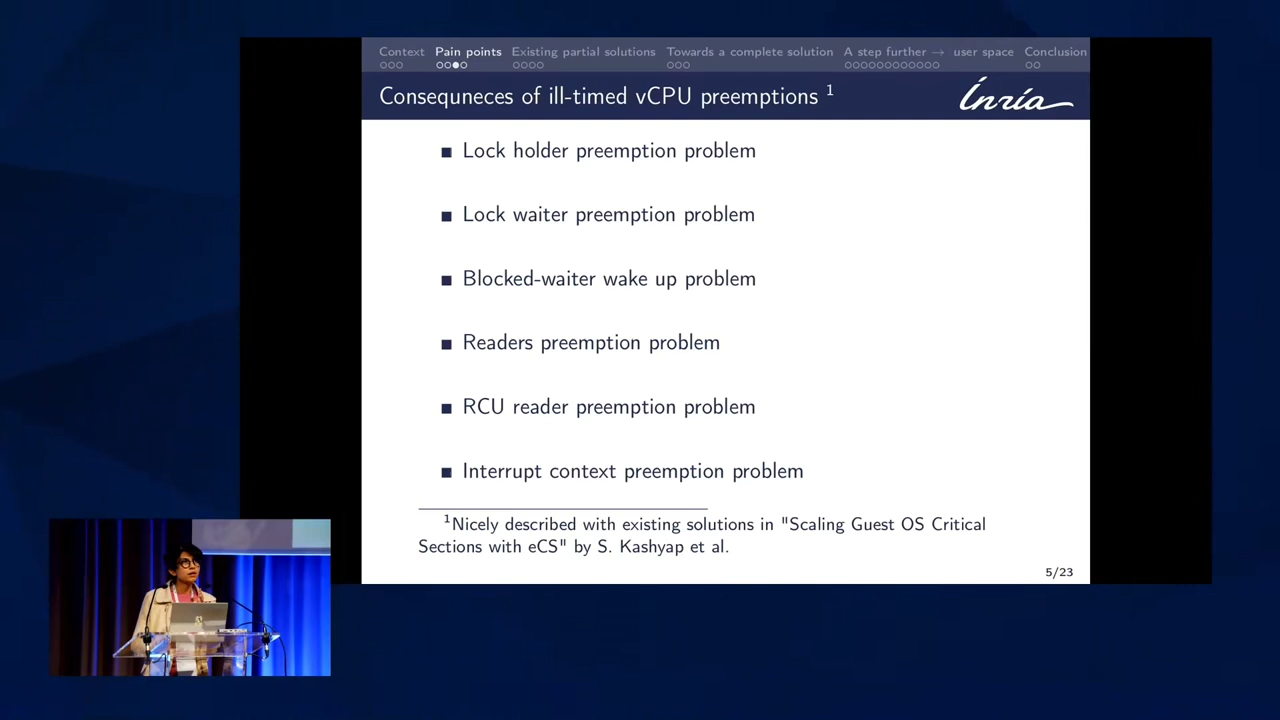 Context Pain points Existing partial solutions Towards a complete solution A step further → user space Conclusion
Consequneces of ill-timed vCPU preemptions 1
Inria
■ Lock holder preemption problem
■ Lock waiter preemption problem
■ Blocked-waiter wake up problem
■ Readers preemption problem
■ RCU reader preemption problem
■ Interrupt context preemption problem
1Nicely described with existing solutions in "Scaling Guest OS Critical
Sections with eCS" by S. Kashyap et al.
5/23